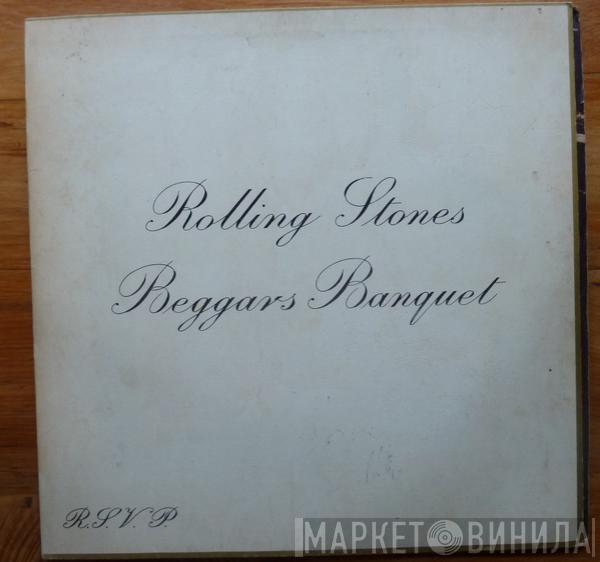 Rolling Stones
Beggars Banquet
R.S.V.P.
МАРКЕТ ВИНИЛА